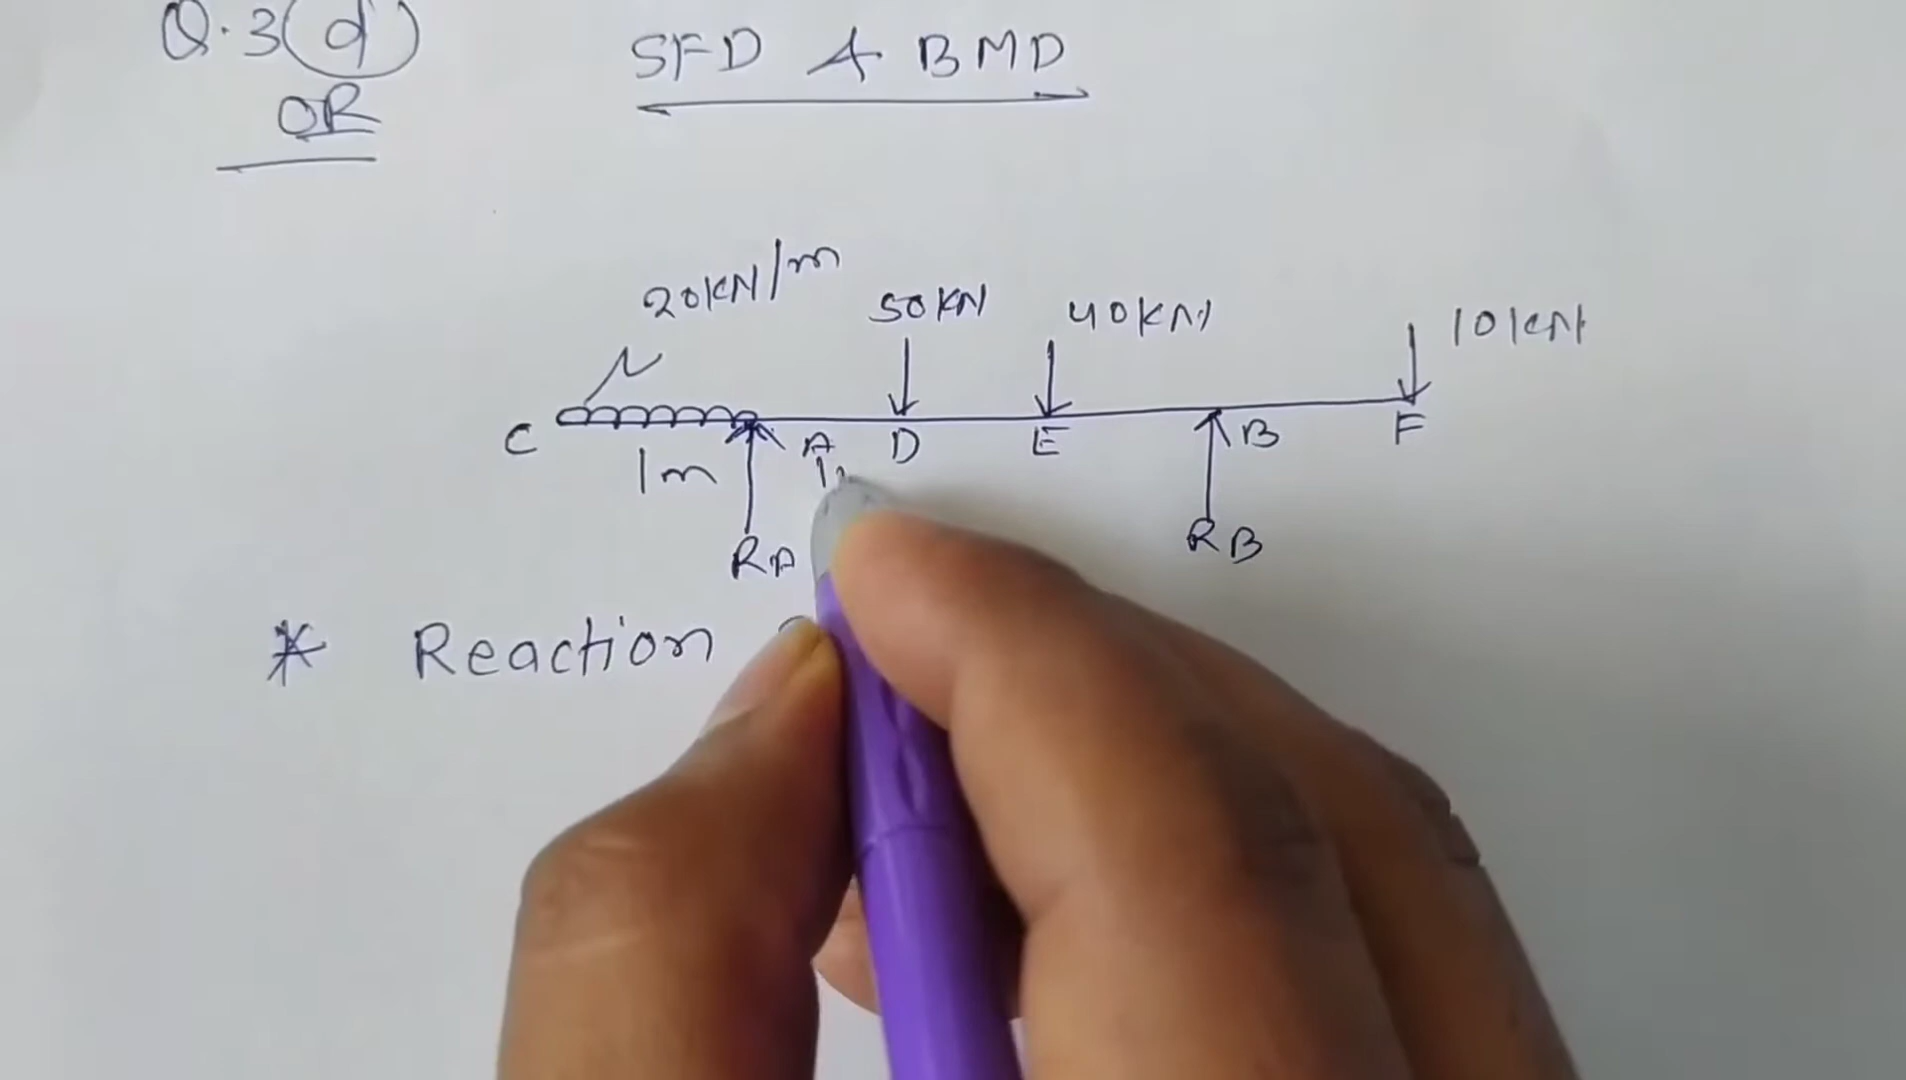 Q.3(d) SFD & BMD
OR
20kN/m 50kN 40kN 10kN
C A D E B F
1m
RA RB
* Reaction